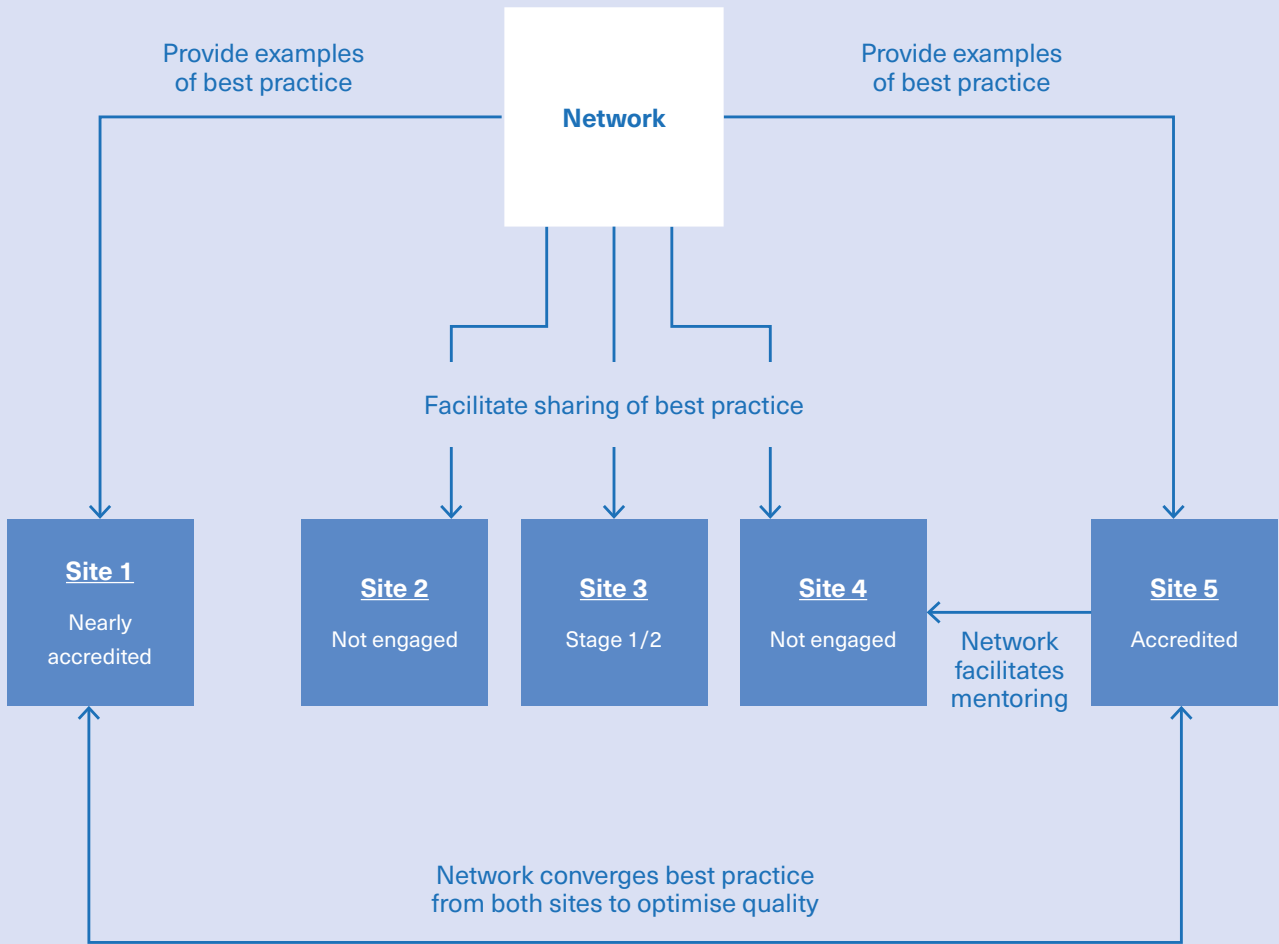 Provide examples
of best practice
Network
Provide examples
of best practice
Facilitate sharing of best practice
Site 1
Nearly
accredited
Site 2
Not engaged
Site 3
Stage 1/2
Site 4
Not engaged
Network
facilitates
mentoring
Site 5
Accredited
Network converges best practice
from both sites to optimise quality